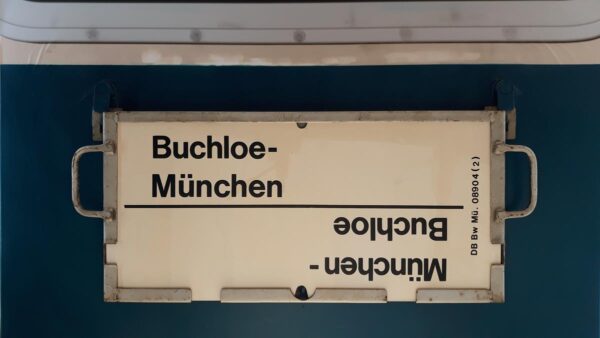 Buchloe-
München
München-
Buchloe
DB Bw Mü. 08904 (2)